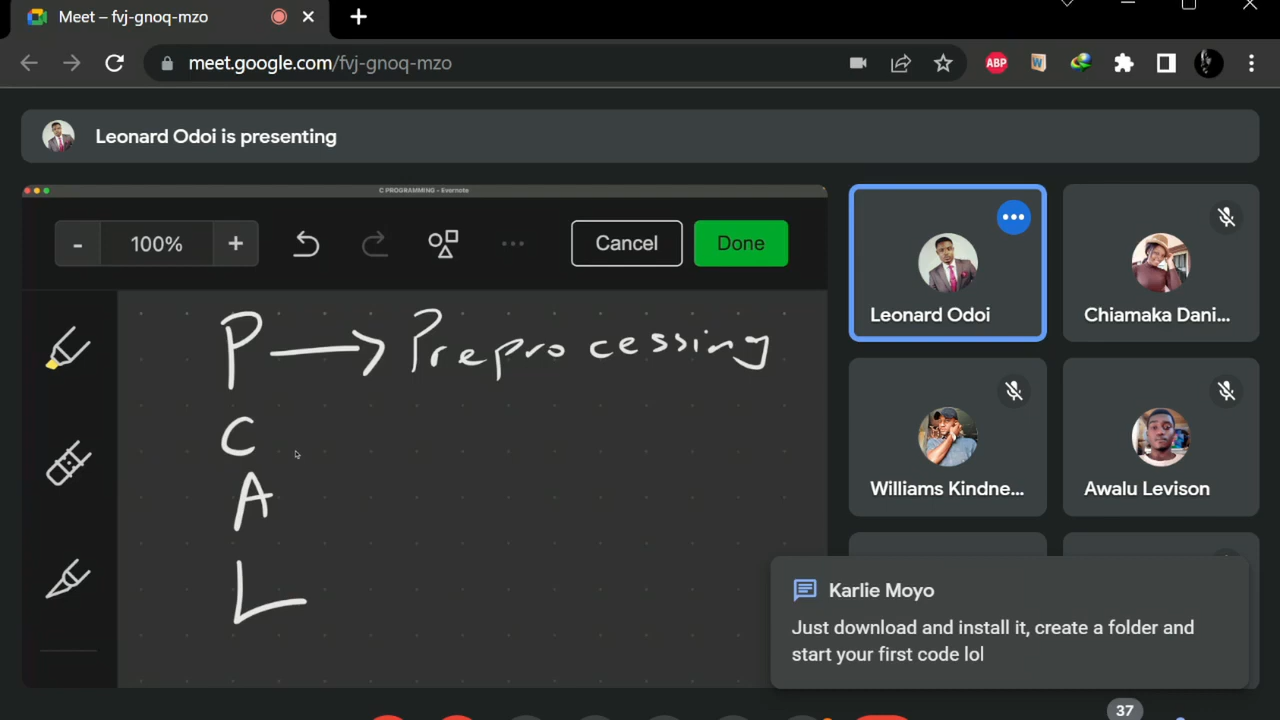 Meet – fvj-gnoq-mzo
meet.google.com/fvj-gnoq-mzo
ABP
W
Leonard Odoi is presenting
C PROGRAMMING - Evernote
- 100% +
Cancel
Done
P → Preprocessing
C
A
L
Leonard Odoi
Chiamaka Dani...
Williams Kindne...
Awalu Levison
Karlie Moyo
Just download and install it, create a folder and
start your first code lol
37